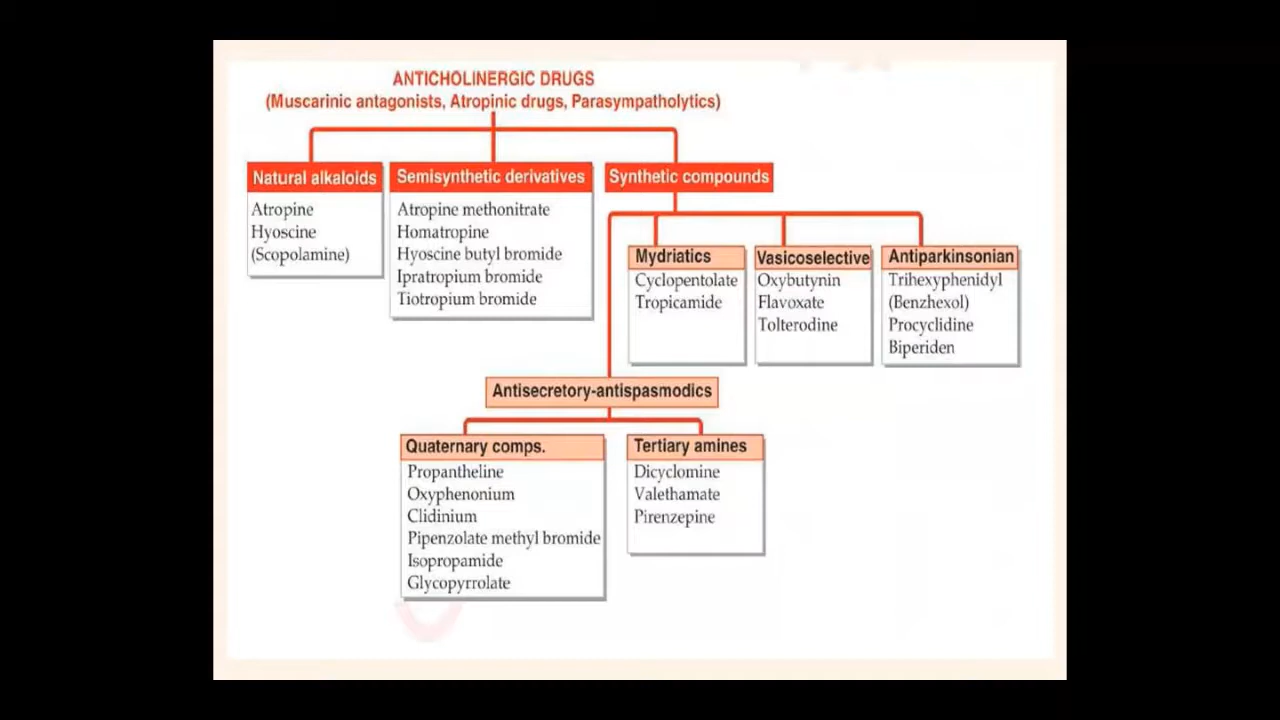 ANTICHOLINERGIC DRUGS
(Muscarinic antagonists, Atropinic drugs, Parasympatholytics)
Natural alkaloids
Atropine
Hyoscine
(Scopolamine)
Semisynthetic derivatives
Atropine methonitrate
Homatropine
Hyoscine butyl bromide
Ipratropium bromide
Tiotropium bromide
Synthetic compounds
Mydriatics
Cyclopentolate
Tropicamide
Vasicoselective
Oxybutynin
Flavoxate
Tolterodine
Antiparkinsonian
Trihexyphenidyl
(Benzhexol)
Procyclidine
Biperiden
Antisecretory-antispasmodics
Quaternary comps.
Propantheline
Oxyphenonium
Clidinium
Pipenzolate methyl bromide
Isopropamide
Glycopyrrolate
Tertiary amines
Dicyclomine
Valethamate
Pirenzepine